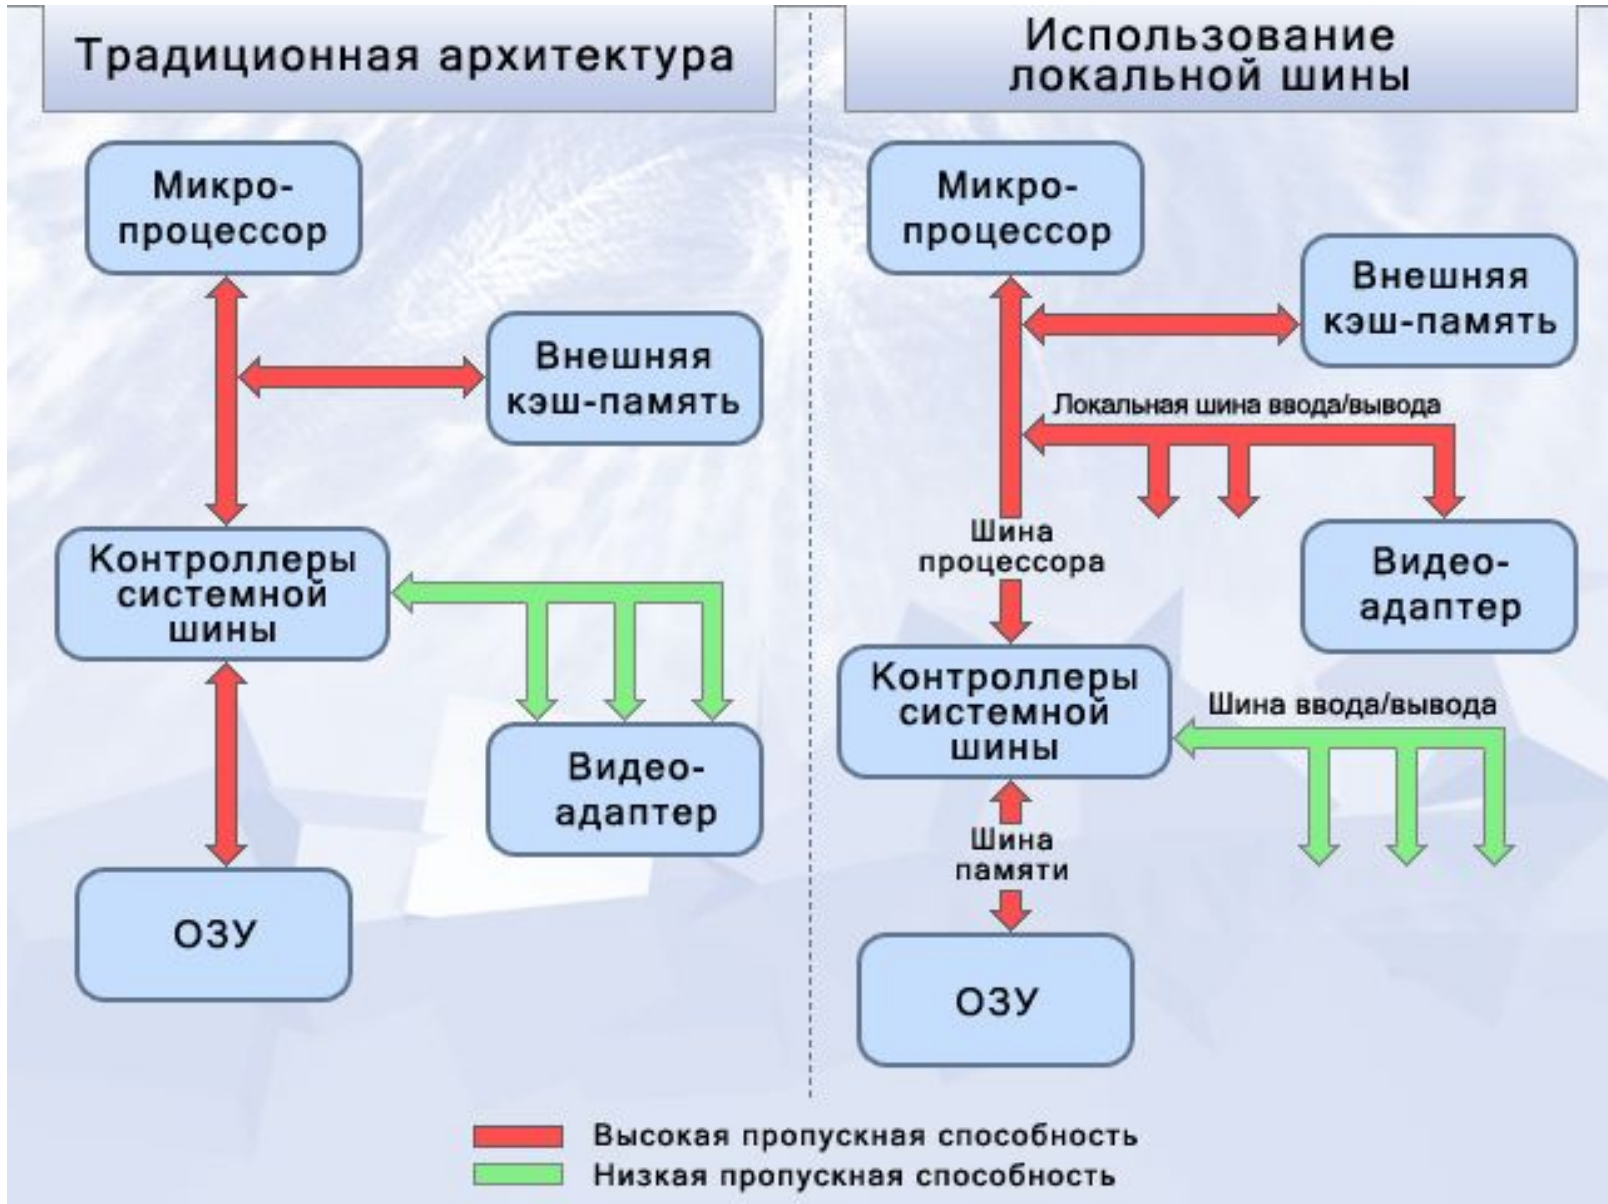 Традиционная архитектура
Микро-
процессор
Внешняя
кэш-память
Контроллеры
системной
шины
Видео-
адаптер
ОЗУ
Использование
локальной шины
Микро-
процессор
Внешняя
кэш-память
Локальная шина ввода/вывода
Шина
процессора
Видео-
адаптер
Контроллеры
системной
шины
Шина ввода/вывода
Шина
памяти
ОЗУ
Высокая пропускная способность
Низкая пропускная способность